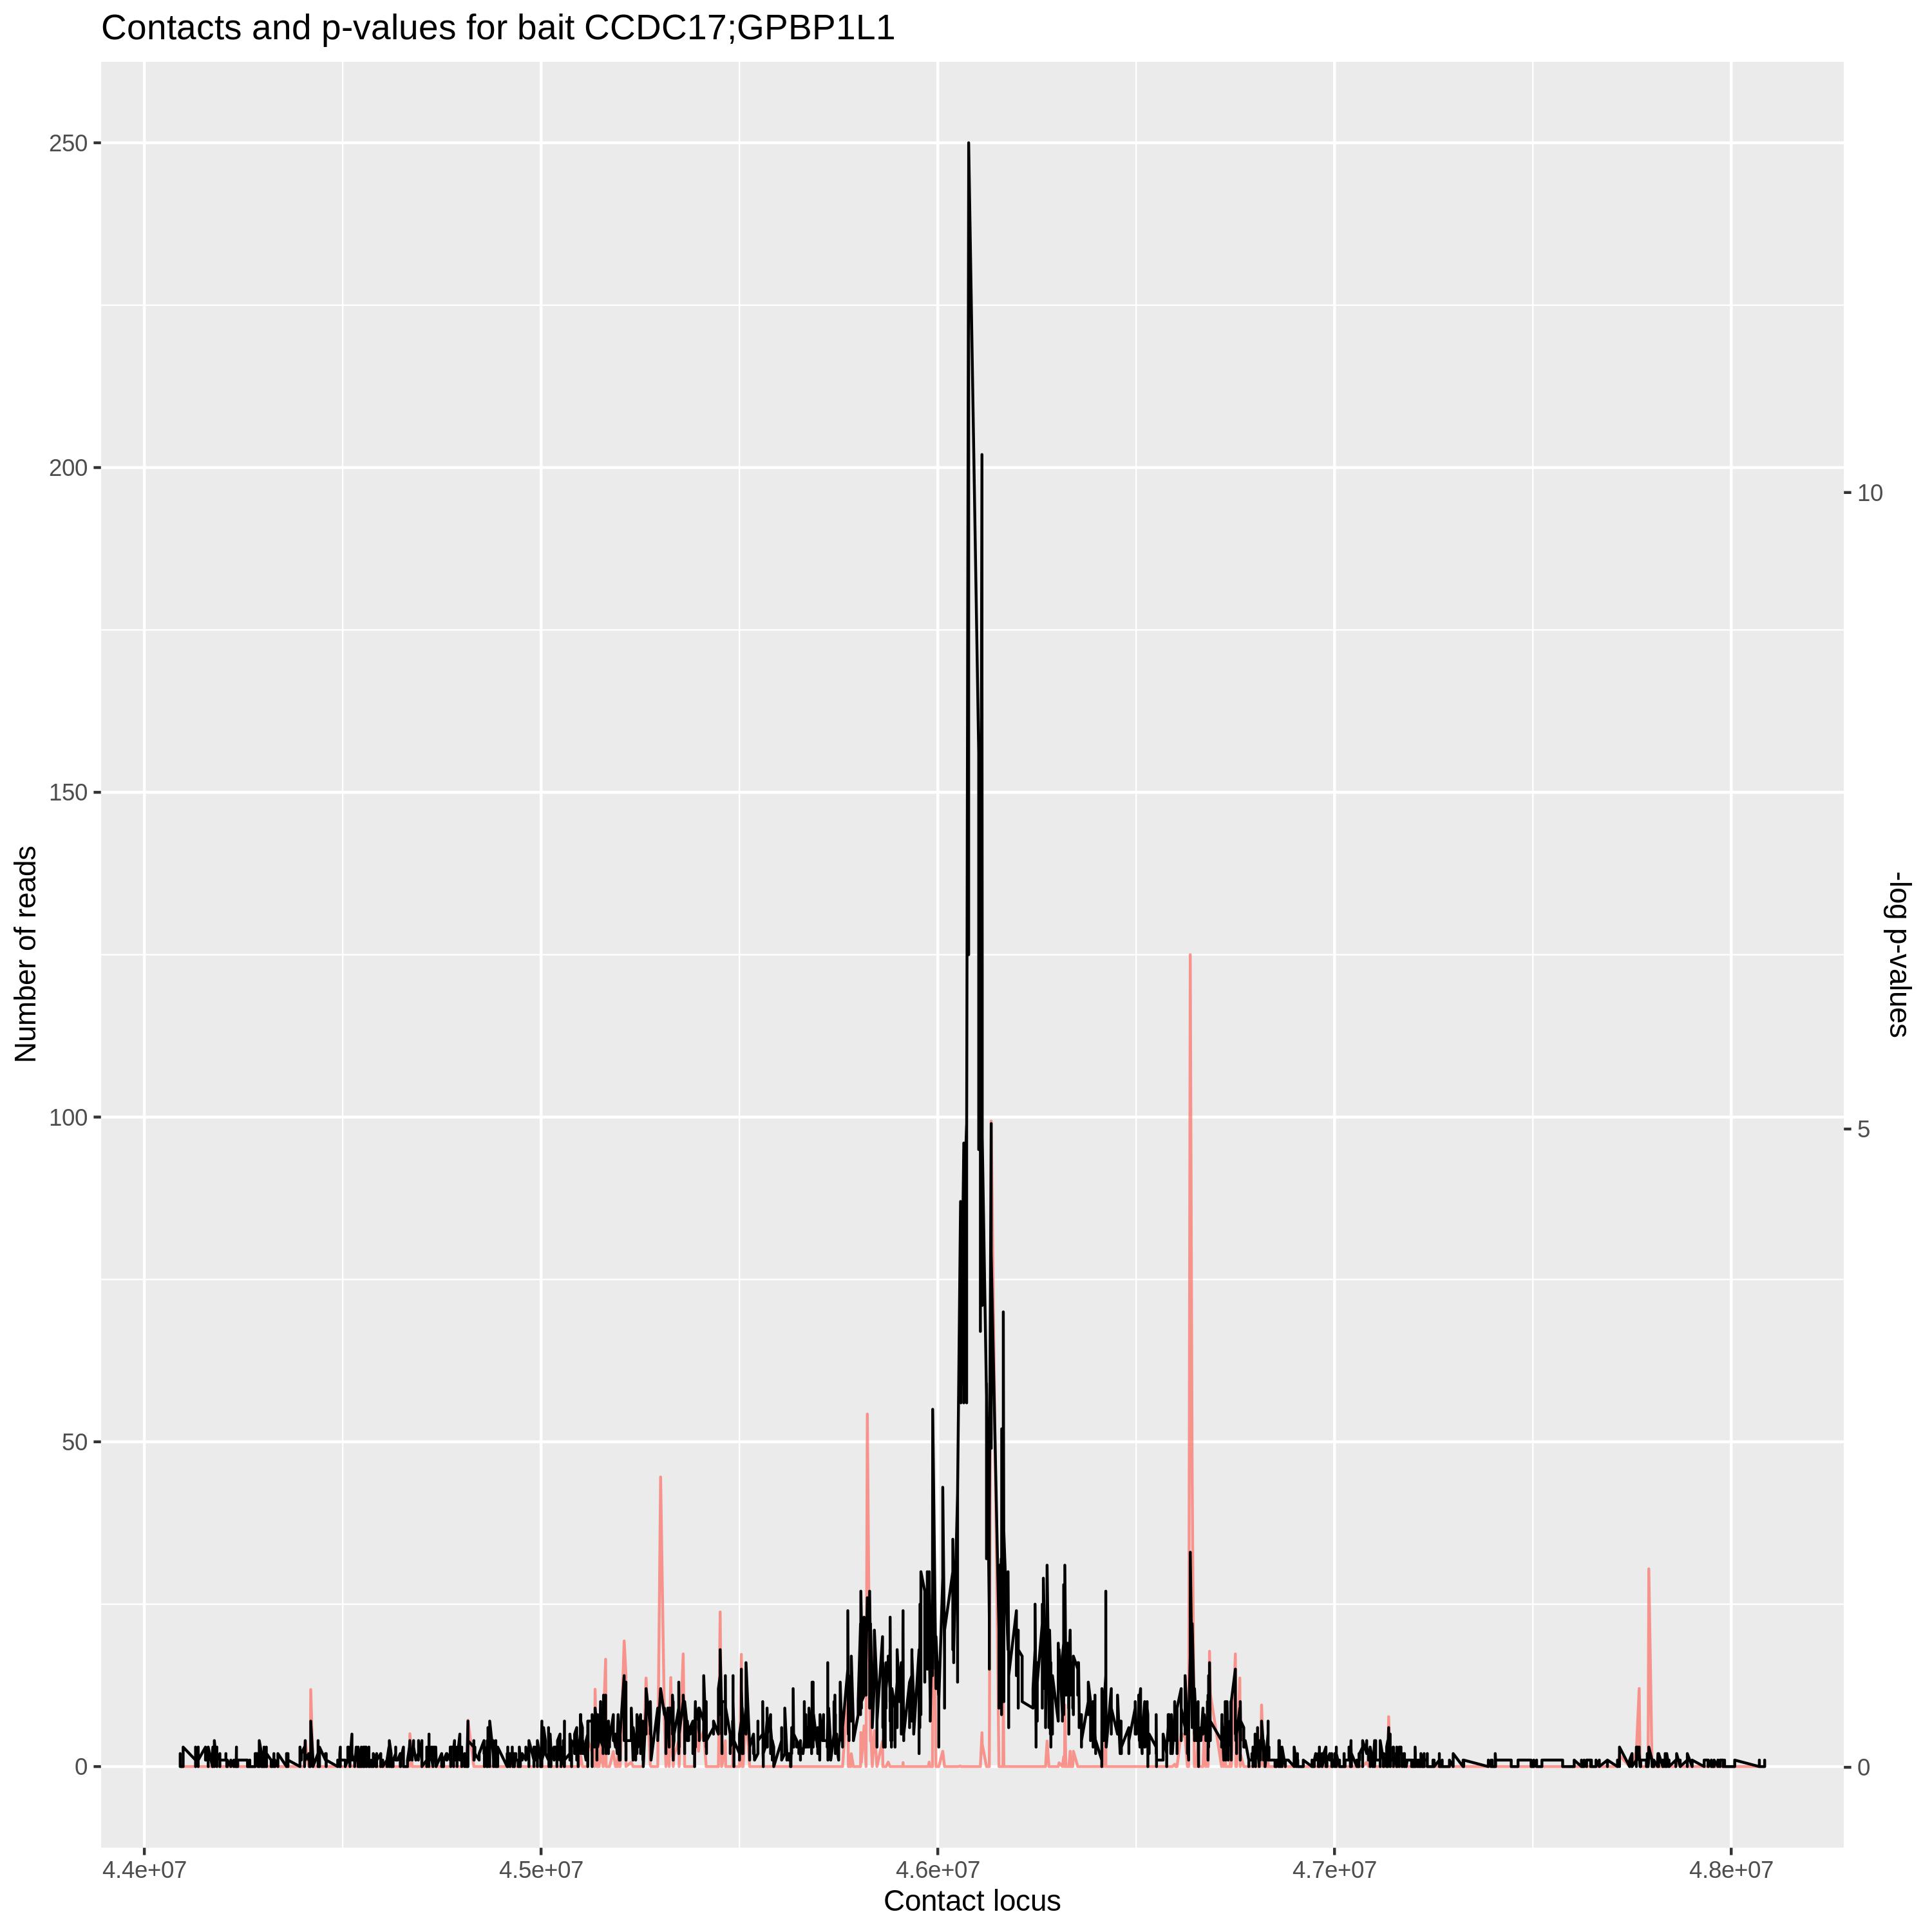 Contacts and p-values for bait CCDC17;GPBP1L1
250
200
150
100
50
0
Number of reads
10
5
0
-log p-values
4.4e+07
4.5e+07
4.6e+07
4.7e+07
4.8e+07
Contact locus